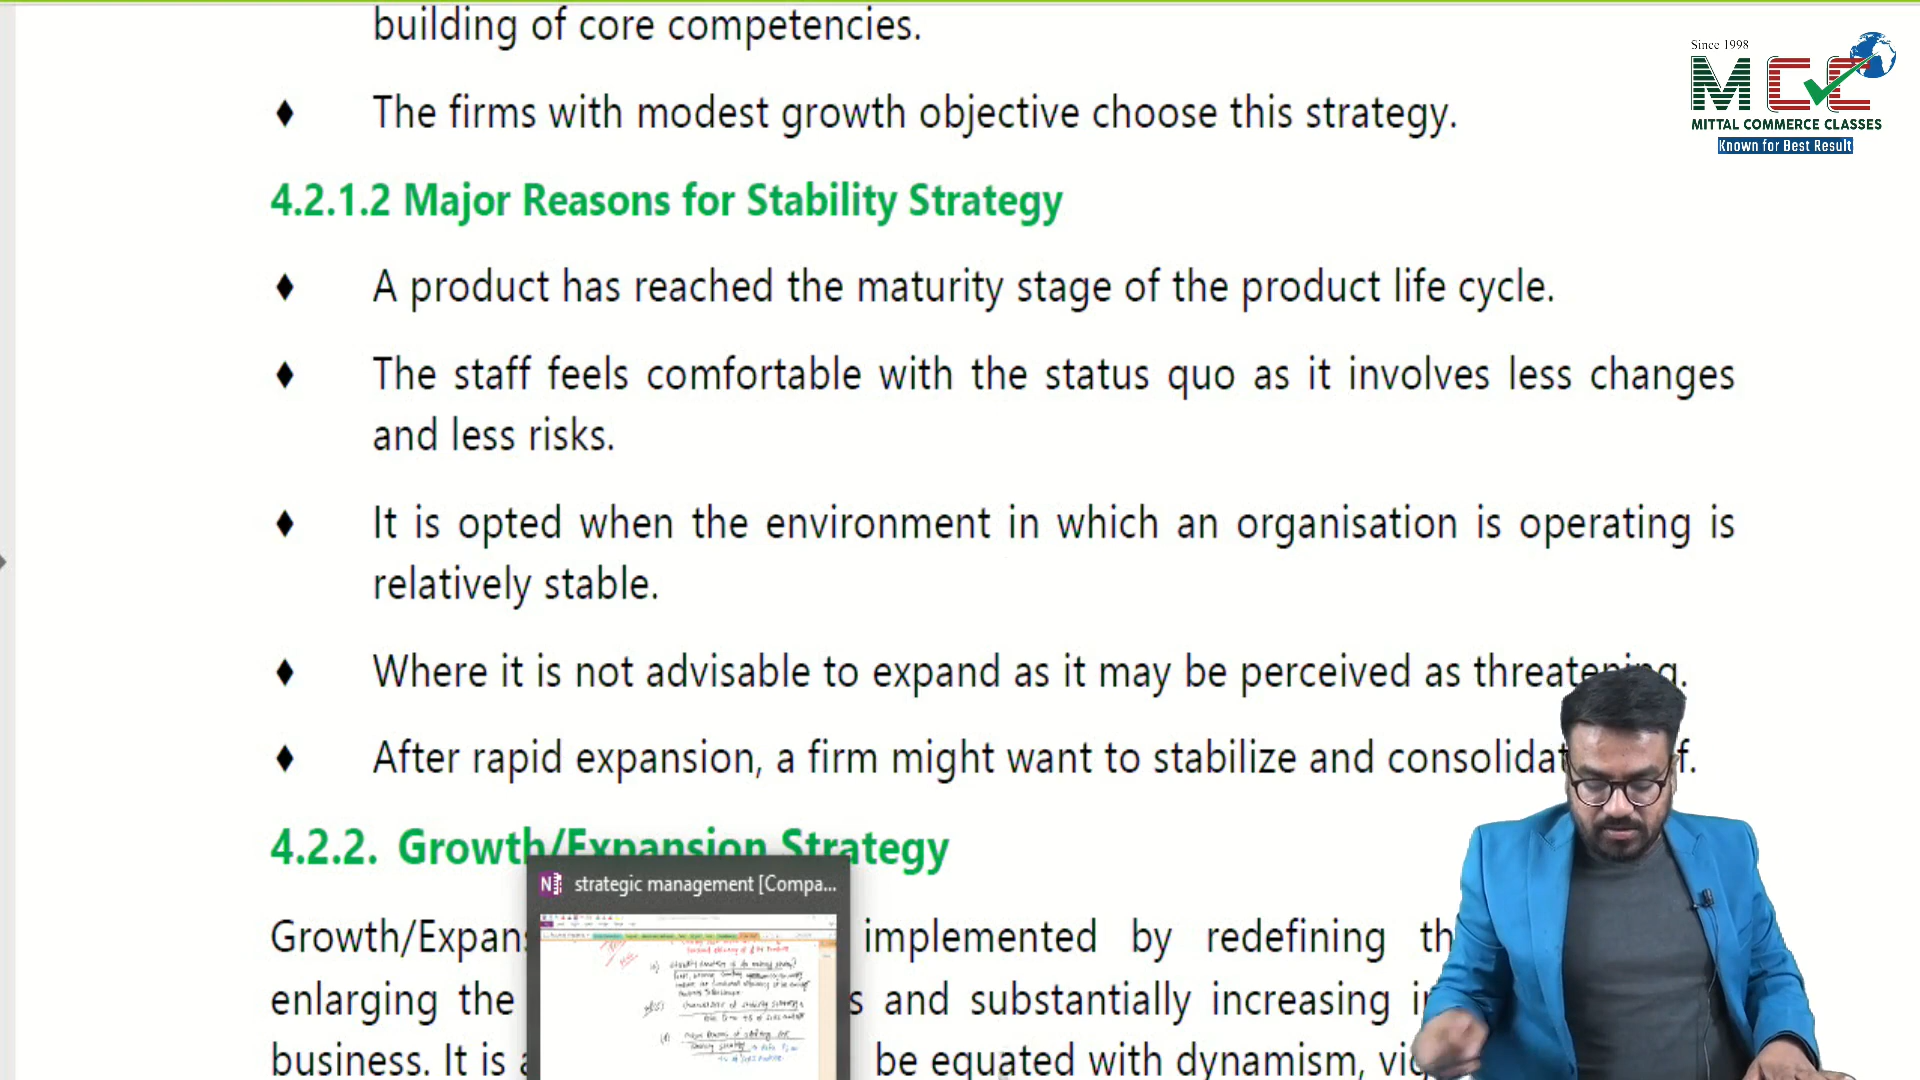 building of core competencies.
Since 1998
MCC
MITTAL COMMERCE CLASSES
Known for Best Result
♦ The firms with modest growth objective choose this strategy.
4.2.1.2 Major Reasons for Stability Strategy
♦ A product has reached the maturity stage of the product life cycle.
♦ The staff feels comfortable with the status quo as it involves less changes
and less risks.
♦ It is opted when the environment in which an organisation is operating is
relatively stable.
♦ Where it is not advisable to expand as it may be perceived as threatening.
♦ After rapid expansion, a firm might want to stabilize and consolidat f.
4.2.2. Growth/Expansion Strategy
strategic management [Compa...
Growth/Expans implemented by redefining th
enlarging the s and substantially increasing i
business. It is a be equated with dynamism, vig